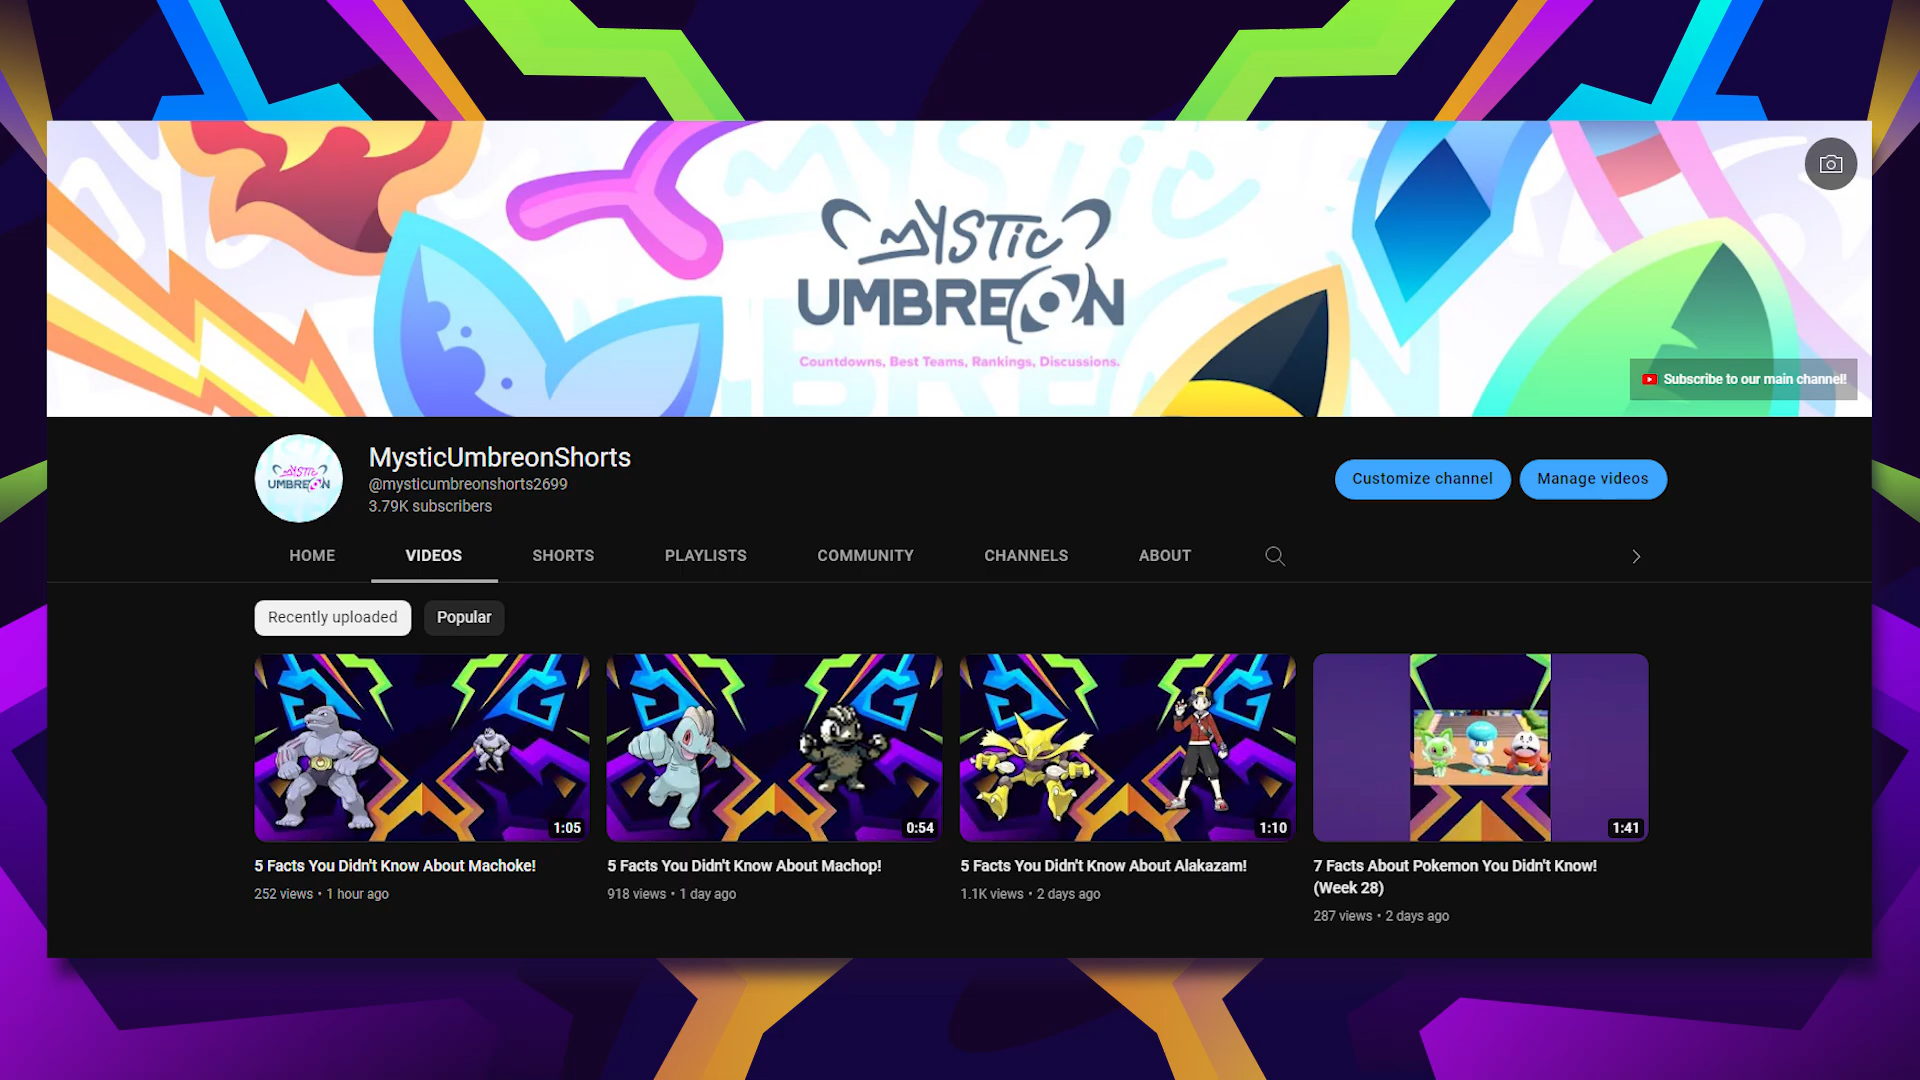 MYSTIC
UMBREON
Countdowns, Best Teams, Rankings, Discussions.
Subscribe to our main channel!
MYSTIC
UMBREON
MysticUmbreonShorts
@mysticumbreonshorts2699
3.79K subscribers
Customize channel
Manage videos
HOME VIDEOS SHORTS PLAYLISTS COMMUNITY CHANNELS ABOUT
Recently uploaded Popular
1:05 0:54 1:10 1:41
5 Facts You Didn't Know About Machoke!
252 views • 1 hour ago
5 Facts You Didn't Know About Machop!
918 views • 1 day ago
5 Facts You Didn't Know About Alakazam!
1.1K views • 2 days ago
7 Facts About Pokemon You Didn't Know!
(Week 28)
287 views • 2 days ago